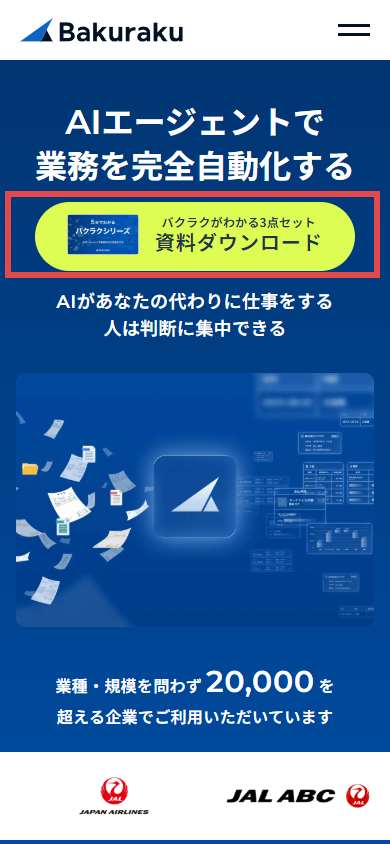 Bakuraku
AIエージェントで
業務を完全自動化する
5分でわかる
バクラクシリーズ
バクラクがわかる3点セット
資料ダウンロード
AIがあなたの代わりに仕事をする
人は判断に集中できる
業種・規模を問わず 20,000 を
超える企業でご利用いただいています
JAL
JAPAN AIRLINES
JAL ABC
JAL